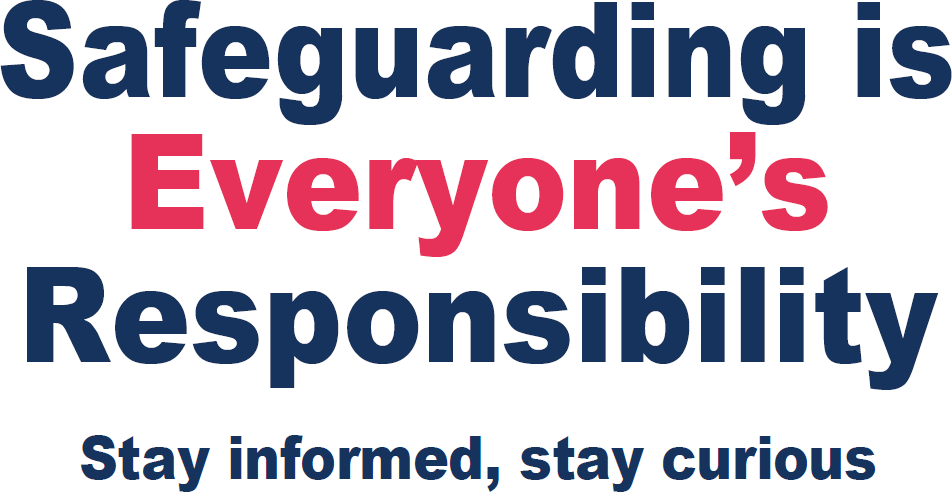 Safeguarding is
Everyone’s
Responsibility
Stay informed, stay curious